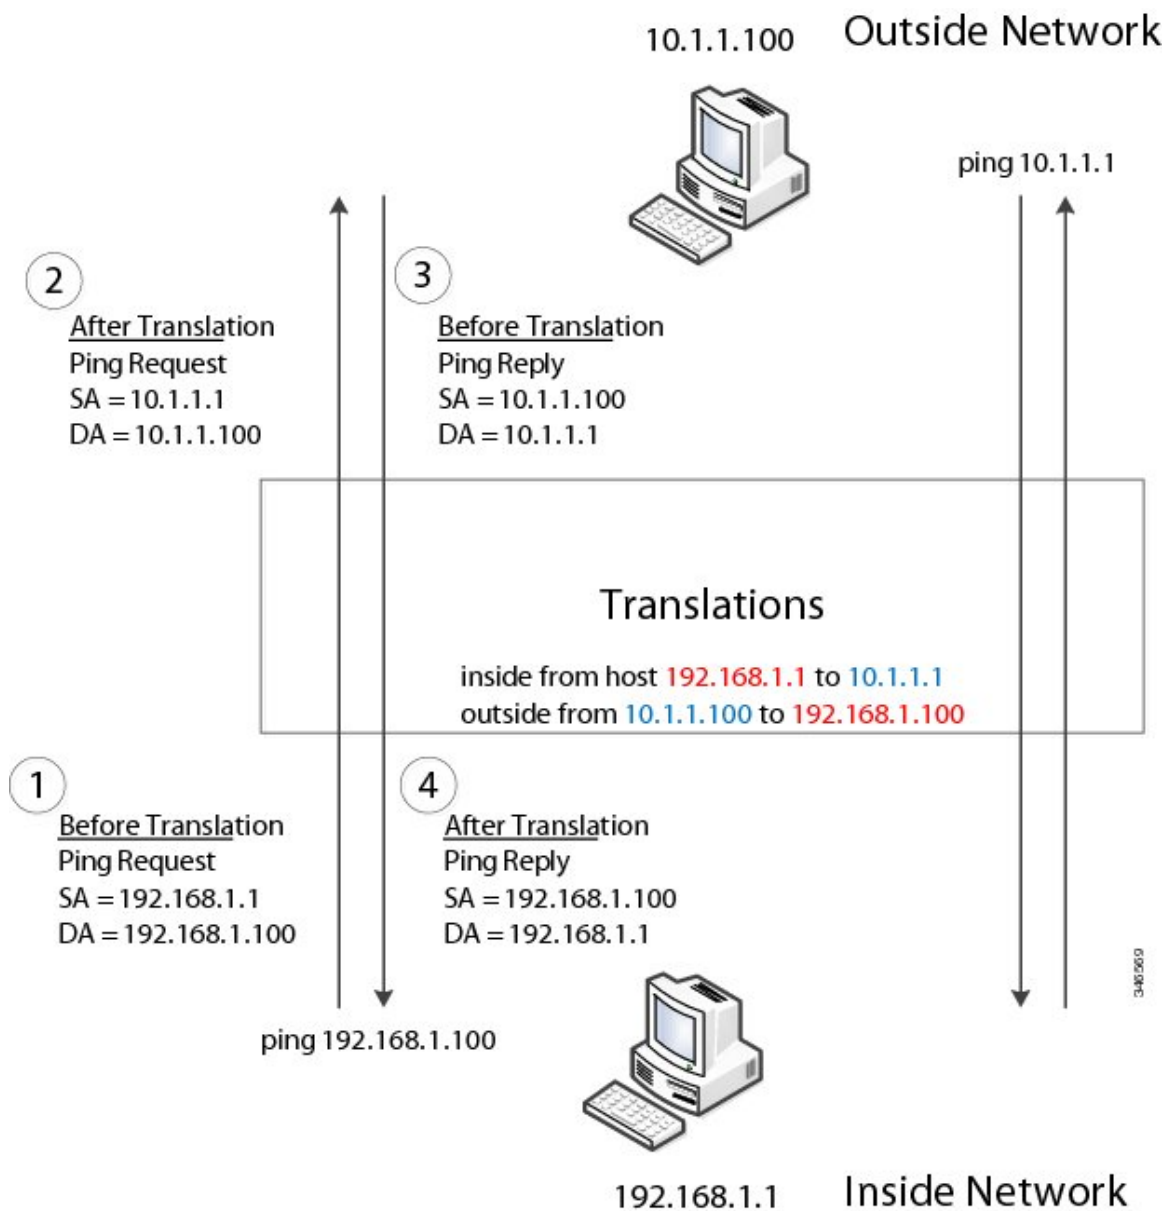 10.1.1.100
Outside Network
ping 10.1.1.1
2
After Translation
Ping Request
SA = 10.1.1.1
DA = 10.1.1.100
3
Before Translation
Ping Reply
SA = 10.1.1.100
DA = 10.1.1.1
Translations
inside from host 192.168.1.1 to 10.1.1.1
outside from 10.1.1.100 to 192.168.1.100
1
Before Translation
Ping Request
SA = 192.168.1.1
DA = 192.168.1.100
4
After Translation
Ping Reply
SA = 192.168.1.100
DA = 192.168.1.1
346569
ping 192.168.1.100
192.168.1.1
Inside Network